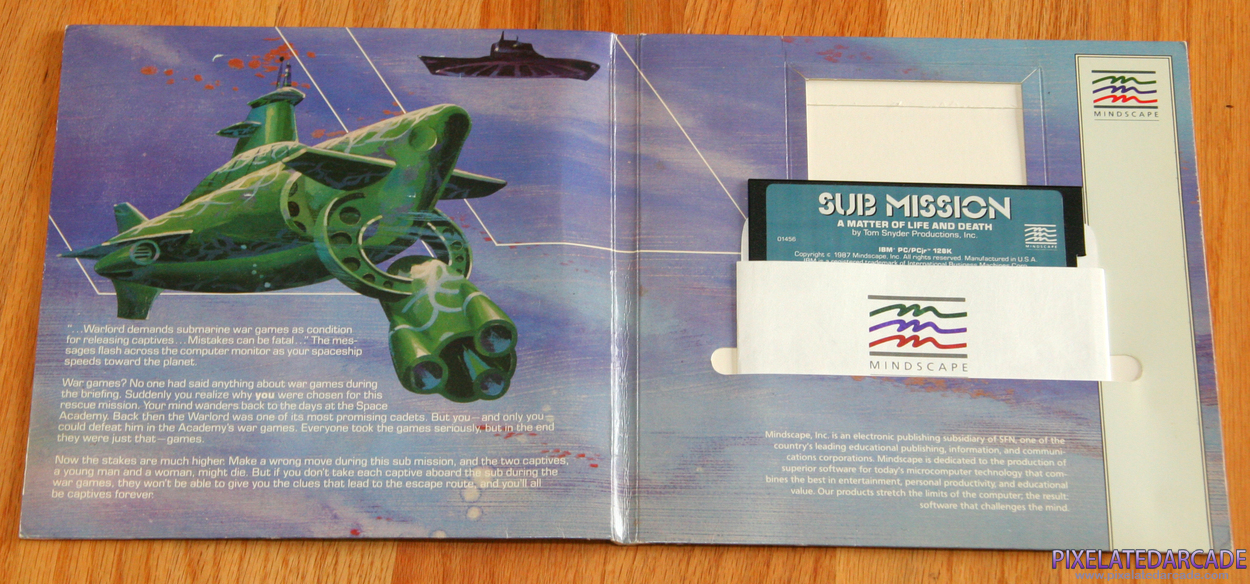 "...Warlord demands submarine war games as condition
for releasing captives...Mistakes can be fatal..." The mes-
sages flash across the computer monitor as your spaceship
speeds toward the planet.
War games? No one had said anything about war games during
the briefing. Suddenly you realize why you were chosen for this
rescue mission. Your mind wanders back to the days at the Space
Academy. Back then the Warlord was one of its most promising cadets. But you—and only you—
could defeat him in the Academy's war games. Everyone took the games seriously, but in the end
they were just that—games.
Now the stakes are much higher. Make a wrong move during this sub mission, and the two captives,
a young man and a woman, might die. But if you don't take each captive aboard the sub during the
war games, they won't be able to give you the clues that lead to the escape route, and you'll all
be captives forever.
MINDSCAPE
SUB MISSION
A MATTER OF LIFE AND DEATH
by Tom Snyder Productions, Inc.
01456
MINDSCAPE
IBM® PC/PCjr® 128K
Copyright © 1987 Mindscape, Inc. All rights reserved. Manufactured in U.S.A.
IBM is a registered trademark of International Business Machines Corp.
MINDSCAPE
Mindscape, Inc. is an electronic publishing subsidiary of SFN, one of the
country's leading educational publishing, information, and communi-
cations corporations. Mindscape is dedicated to the production of
superior software for today's microcomputer technology that com-
bines the best in entertainment, personal productivity, and educational
value. Our products stretch the limits of the computer; the result:
software that challenges the mind.
PIXELATEDARCADE
www.pixelatedarcade.com